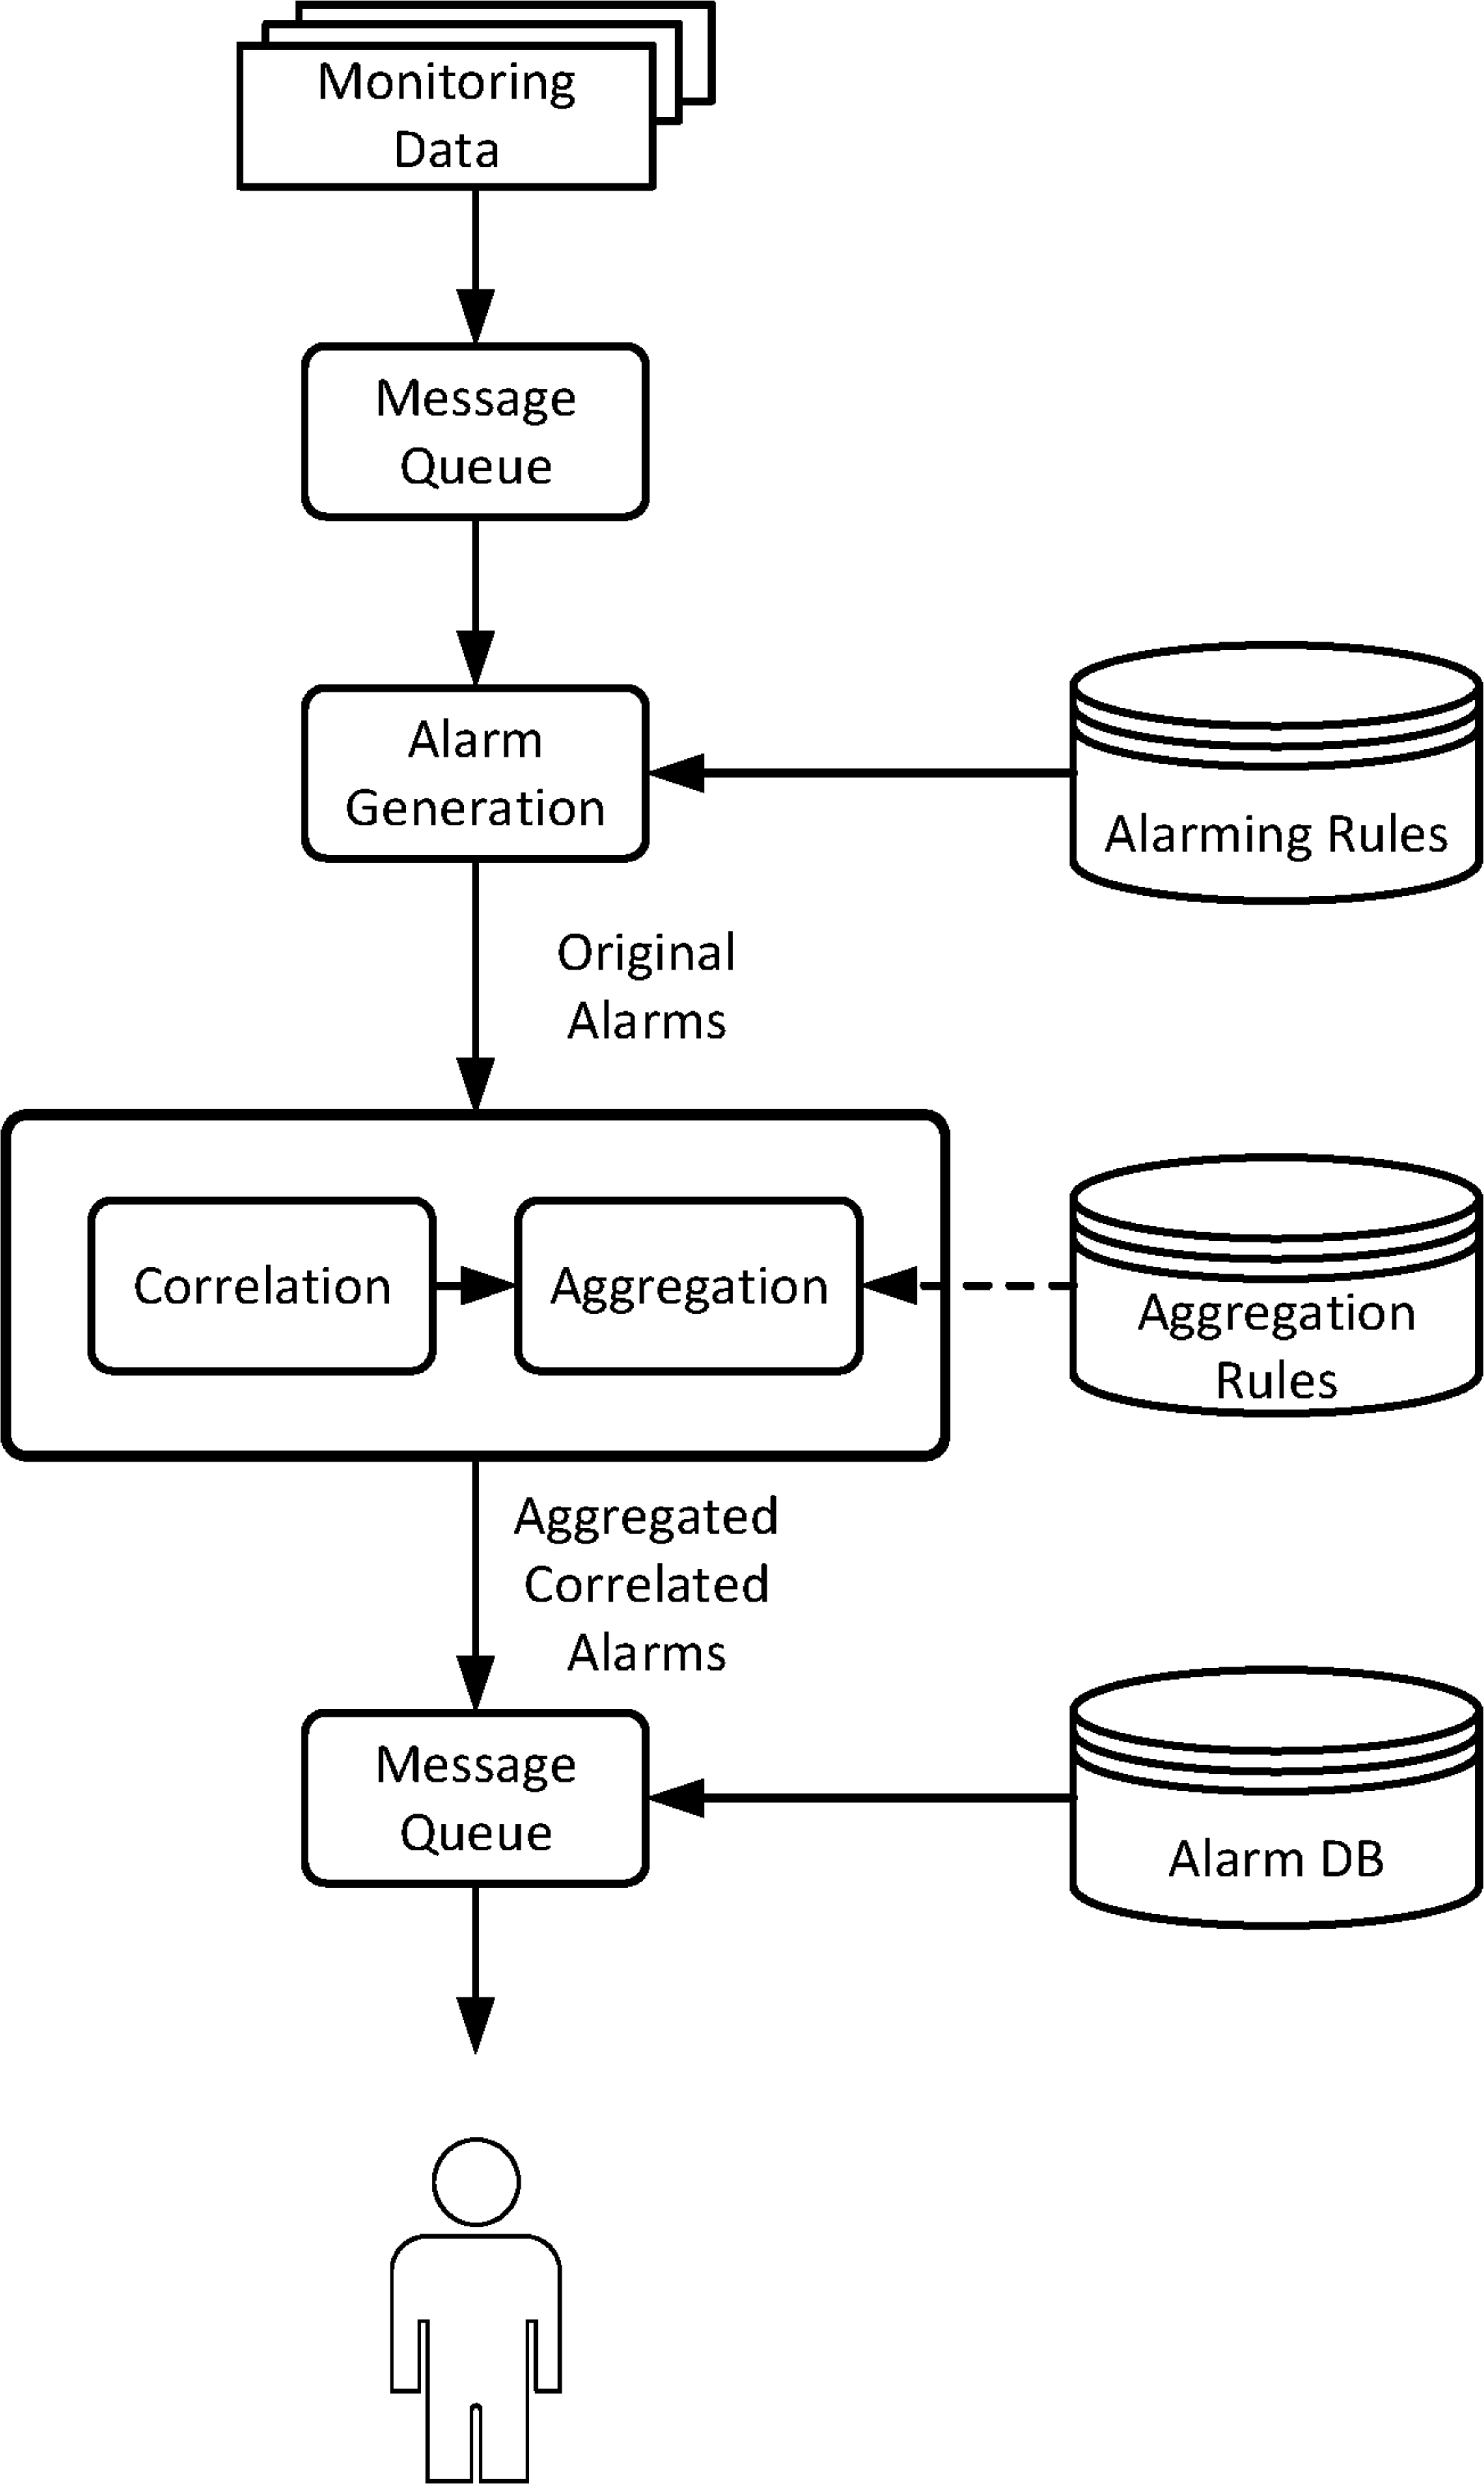 Monitoring
Data
Message
Queue
Alarm
Generation
Alarming Rules
Original
Alarms
Correlation
Aggregation
Aggregation
Rules
Aggregated
Correlated
Alarms
Message
Queue
Alarm DB